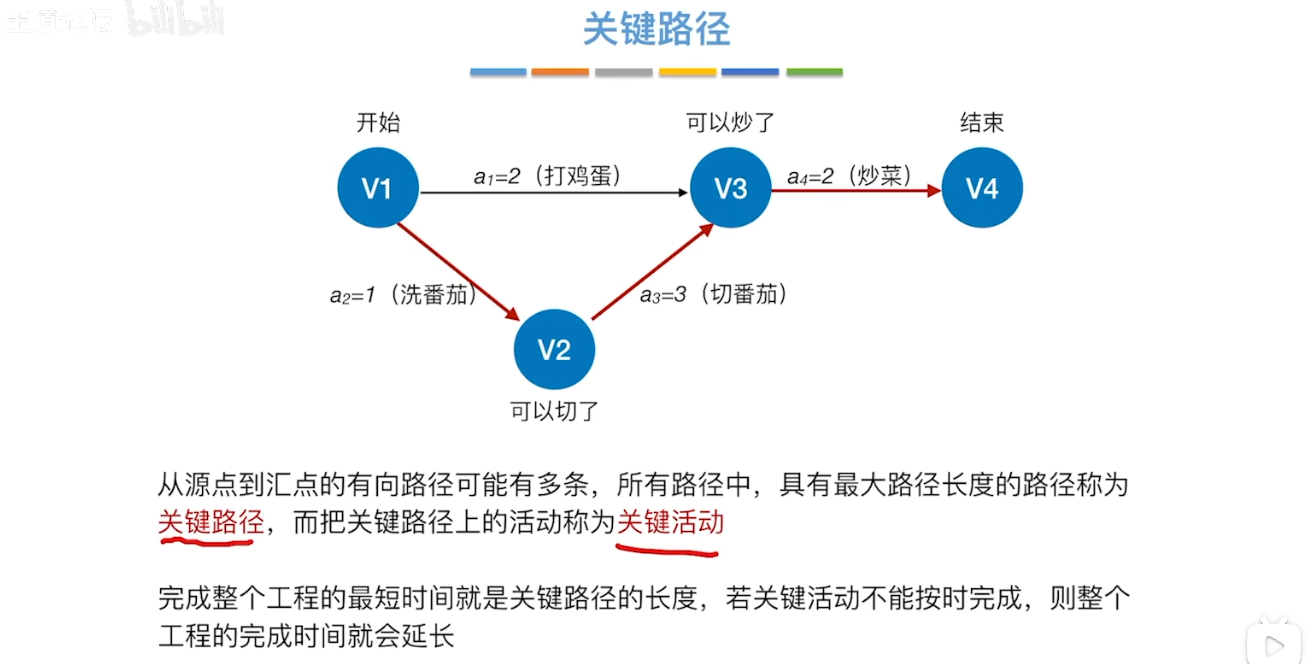 王道论坛 bilibili
关键路径
开始
可以炒了
结束
V1
a1=2（打鸡蛋）
V3
a4=2（炒菜）
V4
a2=1（洗番茄）
a3=3（切番茄）
V2
可以切了
从源点到汇点的有向路径可能有多条，所有路径中，具有最大路径长度的路径称为
关键路径，而把关键路径上的活动称为关键活动
完成整个工程的最短时间就是关键路径的长度，若关键活动不能按时完成，则整个
工程的完成时间就会延长